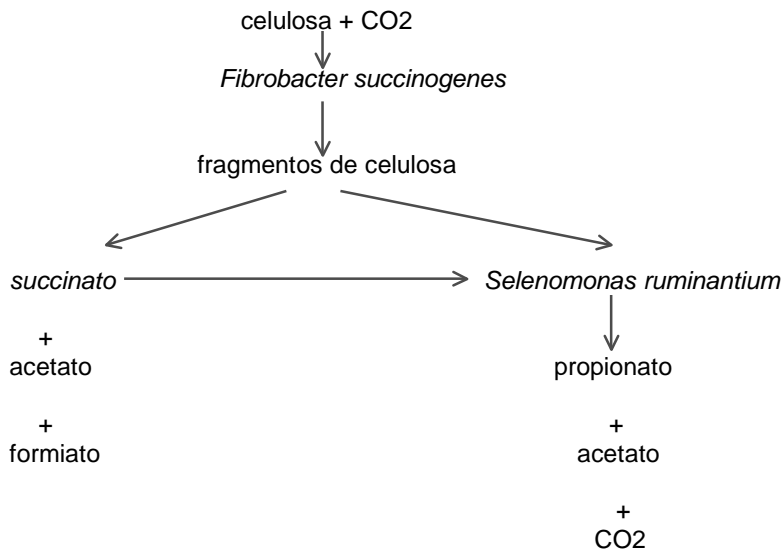 celulosa + CO2
Fibrobacter succinogenes
fragmentos de celulosa
succinato
Selenomonas ruminantium
+
acetato
propionato
+
formiato
+
acetato
+
CO2